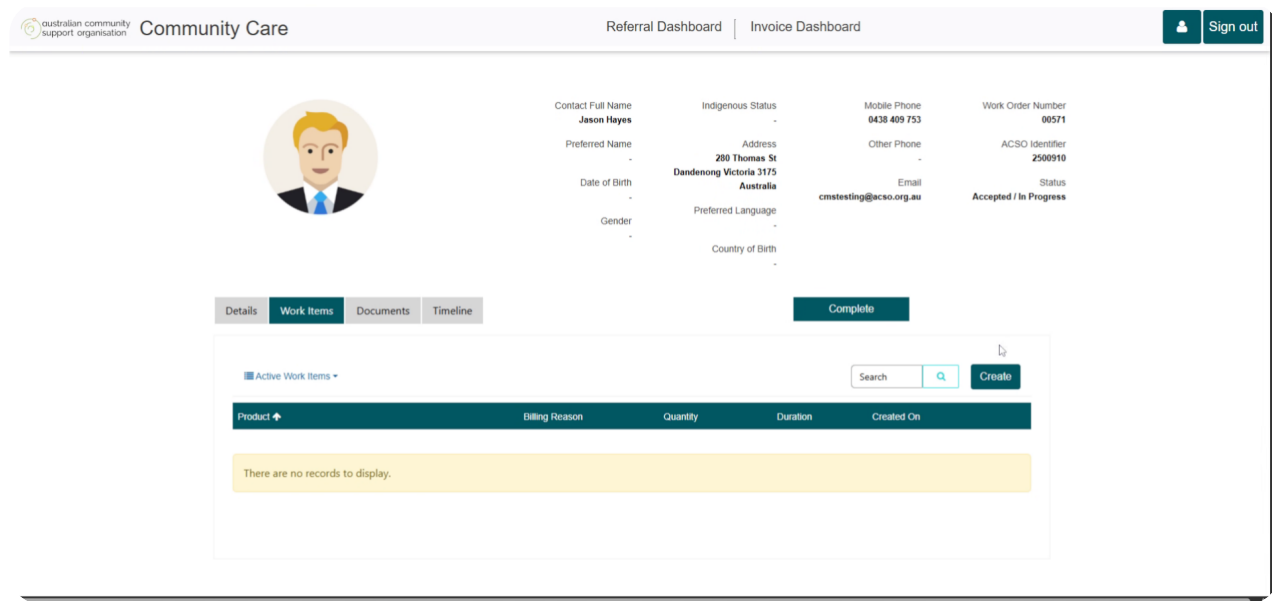 australian community
support organisation
Community Care
Referral Dashboard
Invoice Dashboard
Sign out
Contact Full Name
Jason Hayes
Preferred Name
-
Date of Birth
-
Gender
-
Indigenous Status
-
Address
280 Thomas St
Dandenong Victoria 3175
Australia
Preferred Language
-
Country of Birth
-
Mobile Phone
0438 409 753
Other Phone
-
Email
cmstesting@acso.org.au
Work Order Number
00571
ACSO Identifier
2500910
Status
Accepted / In Progress
Details
Work Items
Documents
Timeline
Complete
Active Work Items
Search
Create
Product
Billing Reason
Quantity
Duration
Created On
There are no records to display.